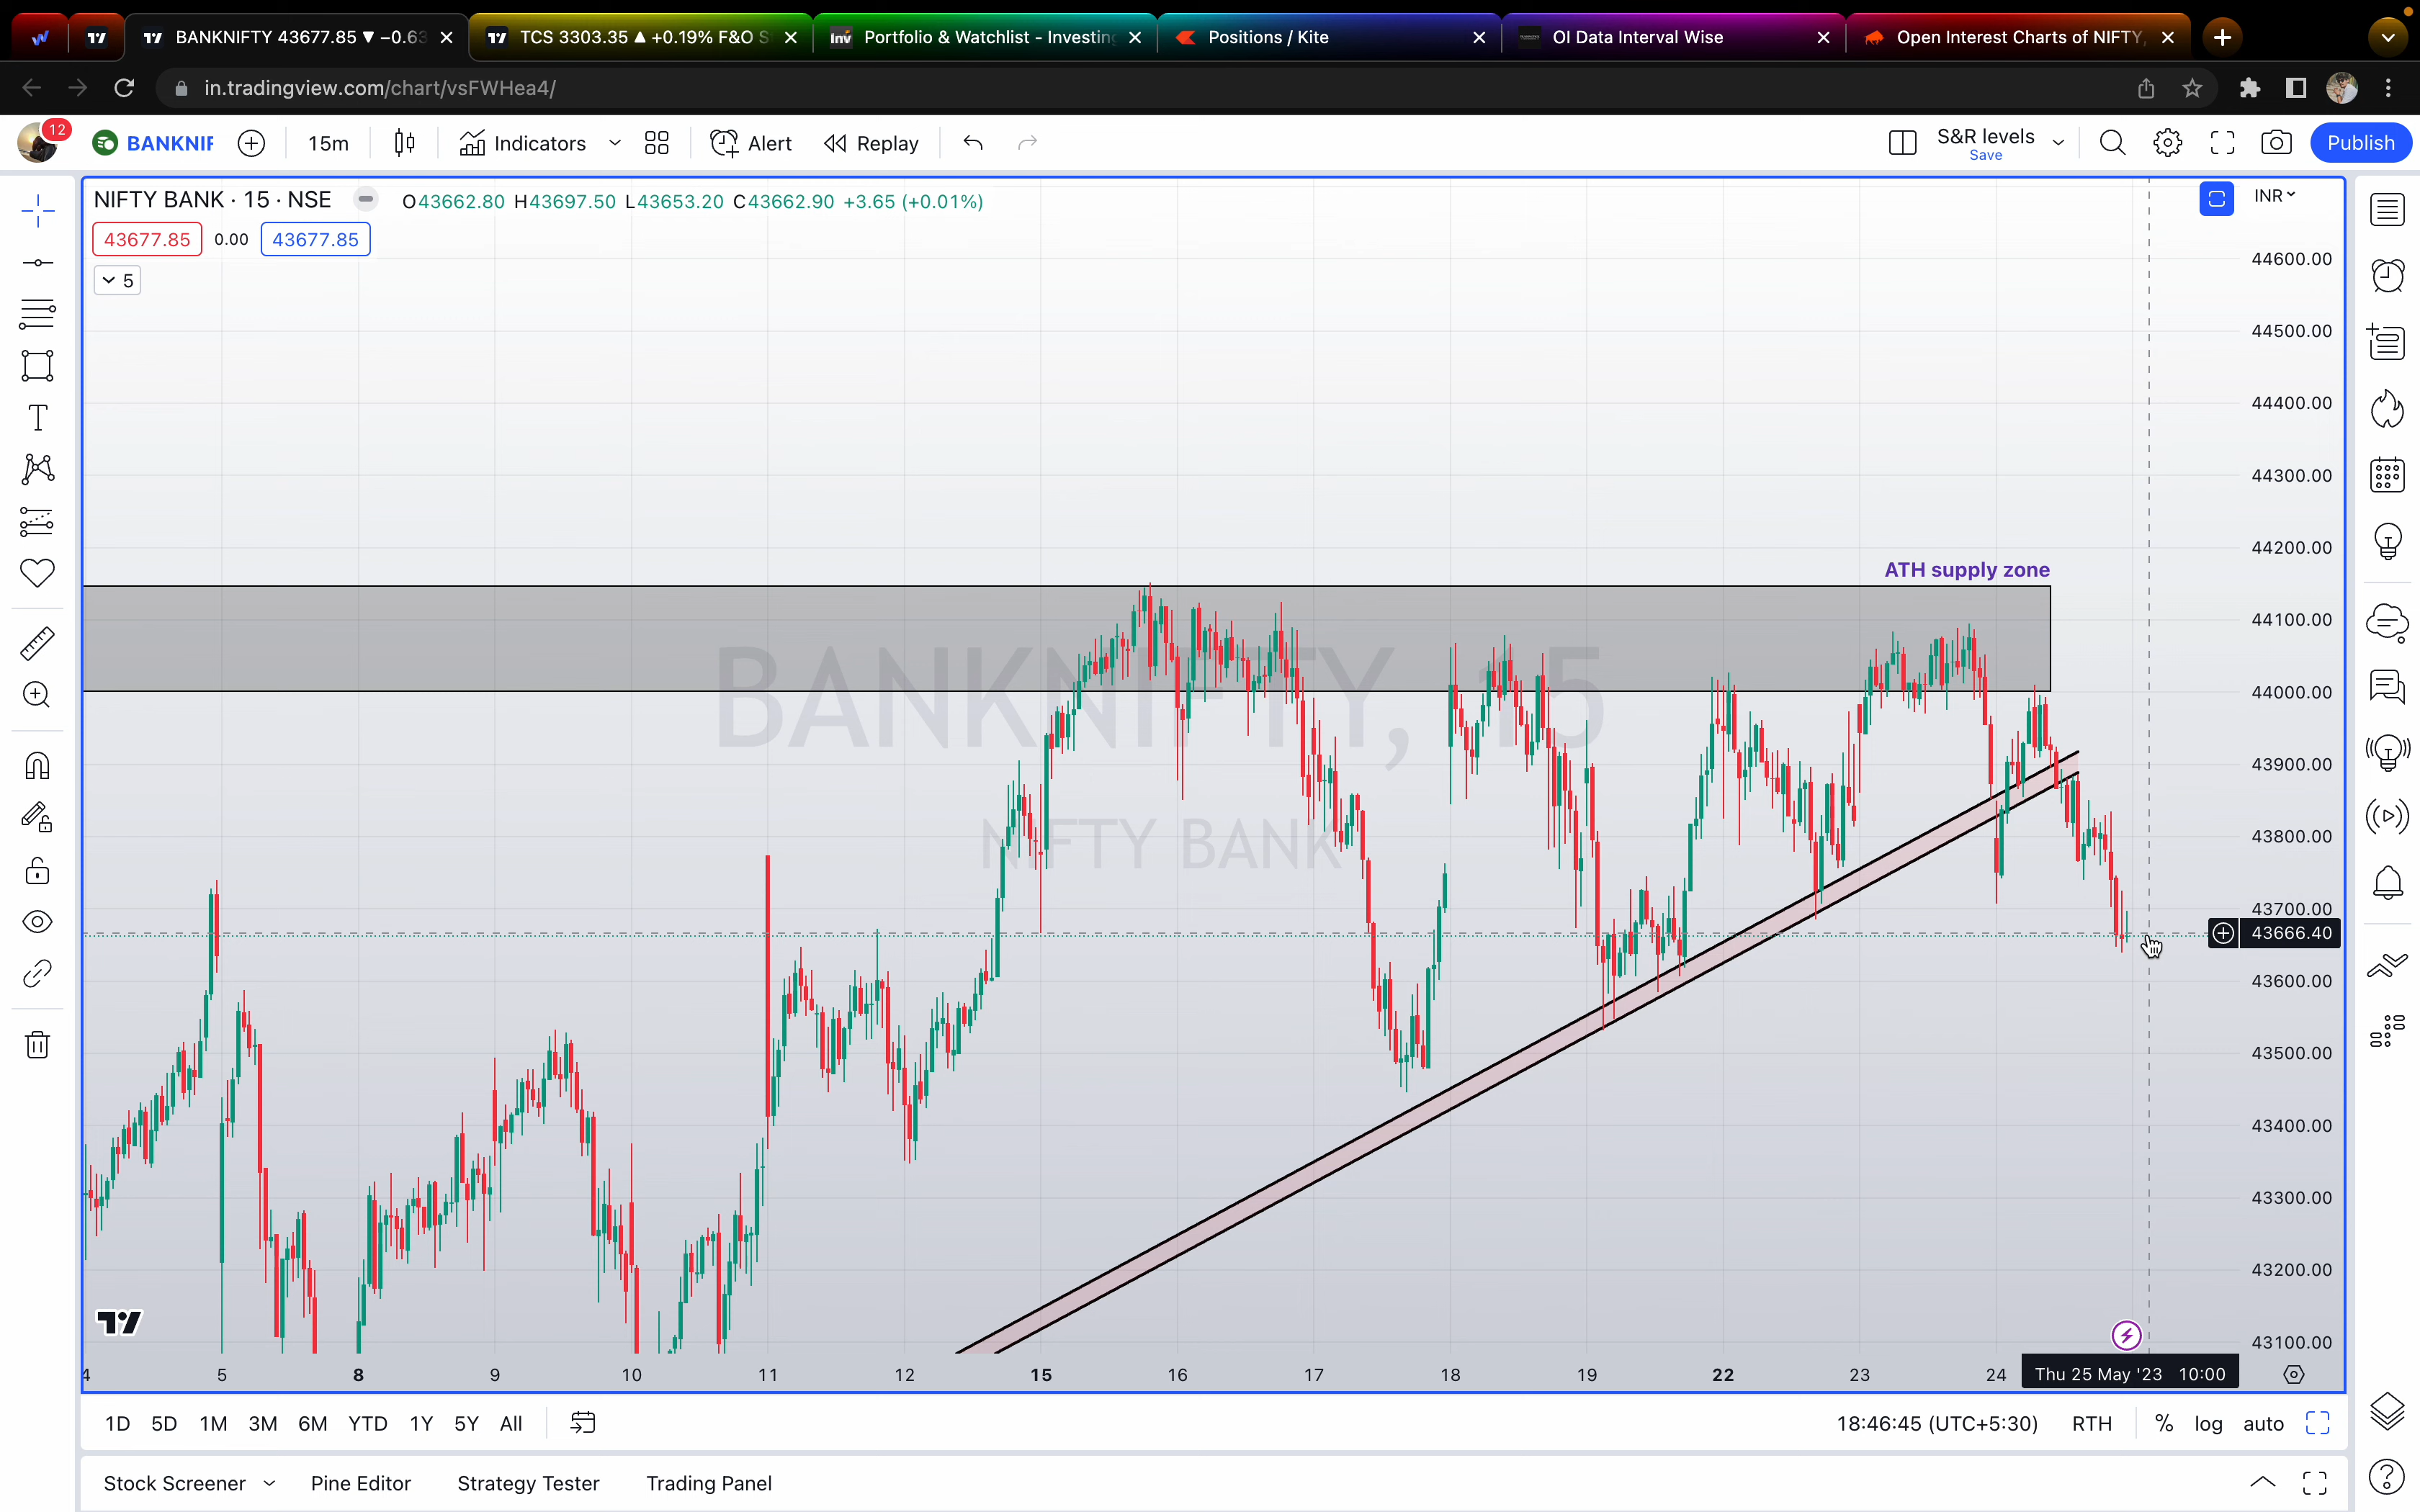 BANKNIFTY 43677.85 ▼ −0.63
TCS 3303.35 ▲ +0.19% F&O S
Portfolio & Watchlist - Investing
Positions / Kite
OI Data Interval Wise
Open Interest Charts of NIFTY,
in.tradingview.com/chart/vsFWHea4/
12
BANKNIF
15m
Indicators
Alert
Replay
S&R levels
Save
Publish
NIFTY BANK · 15 · NSE
O43662.80 H43697.50 L43653.20 C43662.90 +3.65 (+0.01%)
INR
43677.85 0.00 43677.85
5
44600.00
44500.00
44400.00
44300.00
44200.00
ATH supply zone
44100.00
BANKNIFTY, 15
44000.00
43900.00
NIFTY BANK
43800.00
43700.00
43666.40
43600.00
43500.00
43400.00
43300.00
43200.00
43100.00
4 5 8 9 10 11 12 15 16 17 18 19 22 23 24 Thu 25 May '23 10:00
1D 5D 1M 3M 6M YTD 1Y 5Y All
18:46:45 (UTC+5:30) RTH % log auto
Stock Screener Pine Editor Strategy Tester Trading Panel